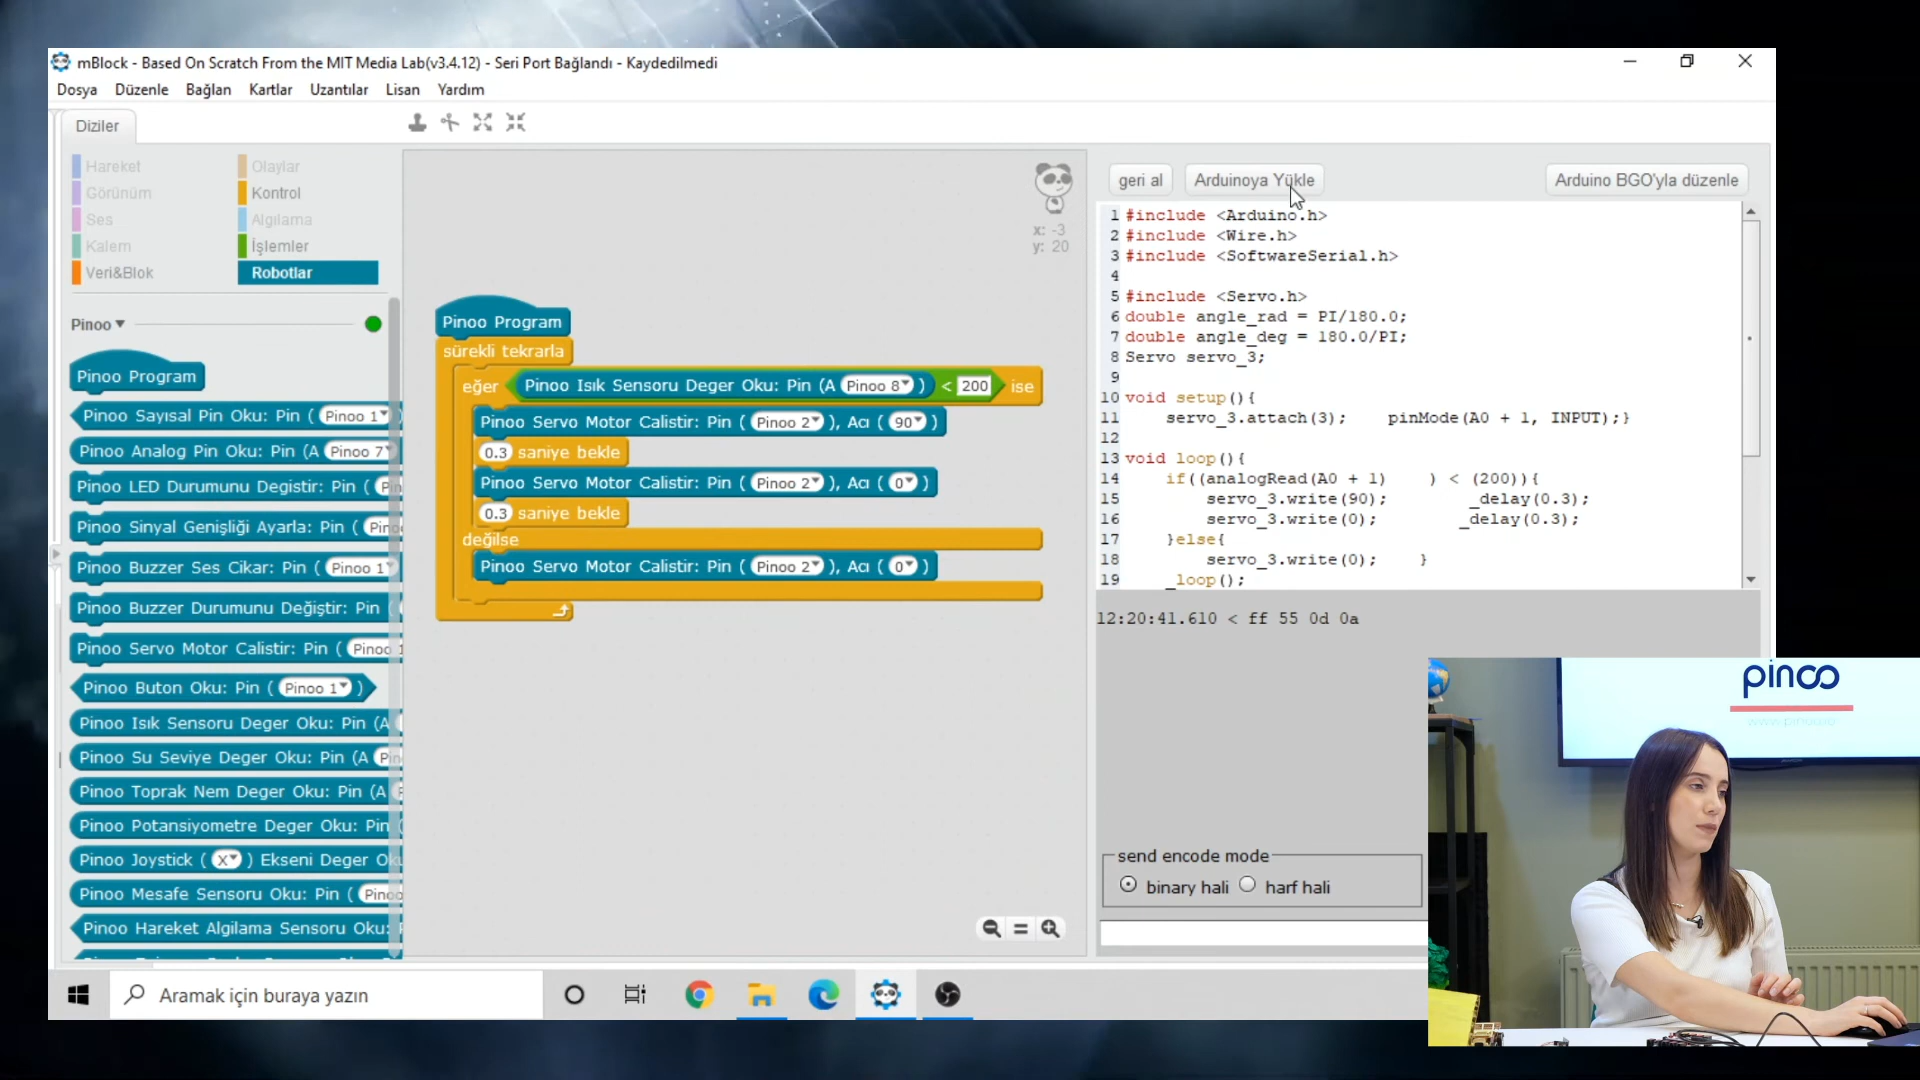 mBlock - Based On Scratch From the MIT Media Lab(v3.4.12) - Seri Port Bağlandı - Kaydedilmedi
Dosya Düzenle Bağlan Kartlar Uzantılar Lisan Yardım
Diziler
Hareket Olaylar
Görünüm Kontrol
Ses Algılama
Kalem İşlemler
Veri&Blok Robotlar
Pinoo
Pinoo Program
Pinoo Sayısal Pin Oku: Pin ( Pinoo 1 )
Pinoo Analog Pin Oku: Pin (A Pinoo 7
Pinoo LED Durumunu Degistir: Pin (
Pinoo Sinyal Genişliği Ayarla: Pin (
Pinoo Buzzer Ses Cikar: Pin ( Pinoo 1
Pinoo Buzzer Durumunu Değiştir: Pin
Pinoo Servo Motor Calistir: Pin ( Pinoo 1
Pinoo Buton Oku: Pin ( Pinoo 1 )
Pinoo Isık Sensoru Deger Oku: Pin (A
Pinoo Su Seviye Deger Oku: Pin (A
Pinoo Toprak Nem Deger Oku: Pin (A
Pinoo Potansiyometre Deger Oku: Pin
Pinoo Joystick ( X ) Ekseni Deger
Pinoo Mesafe Sensoru Oku: Pin (
Pinoo Hareket Algilama Sensoru Oku:
x: -3
y: 20
Pinoo Program
sürekli tekrarla
eğer Pinoo Isık Sensoru Deger Oku: Pin (A Pinoo 8 ) < 200 ise
Pinoo Servo Motor Calistir: Pin ( Pinoo 2 ), Acı ( 90 )
0.3 saniye bekle
Pinoo Servo Motor Calistir: Pin ( Pinoo 2 ), Acı ( 0 )
0.3 saniye bekle
değilse
Pinoo Servo Motor Calistir: Pin ( Pinoo 2 ), Acı ( 0 )
geri al Arduinoya Yükle Arduino BGO'yla düzenle
1 #include <Arduino.h>
2 #include <Wire.h>
3 #include <SoftwareSerial.h>
4
5 #include <Servo.h>
6 double angle_rad = PI/180.0;
7 double angle_deg = 180.0/PI;
8 Servo servo_3;
9
10 void setup(){
11 servo_3.attach(3); pinMode(A0 + 1, INPUT);}
12
13 void loop(){
14 if((analogRead(A0 + 1) ) < (200)){
15 servo_3.write(90); _delay(0.3);
16 servo_3.write(0); _delay(0.3);
17 }else{
18 servo_3.write(0); }
19 _loop();
12:20:41.610 < ff 55 0d 0a
send encode mode
binary hali harf hali
Aramak için buraya yazın
pinoo